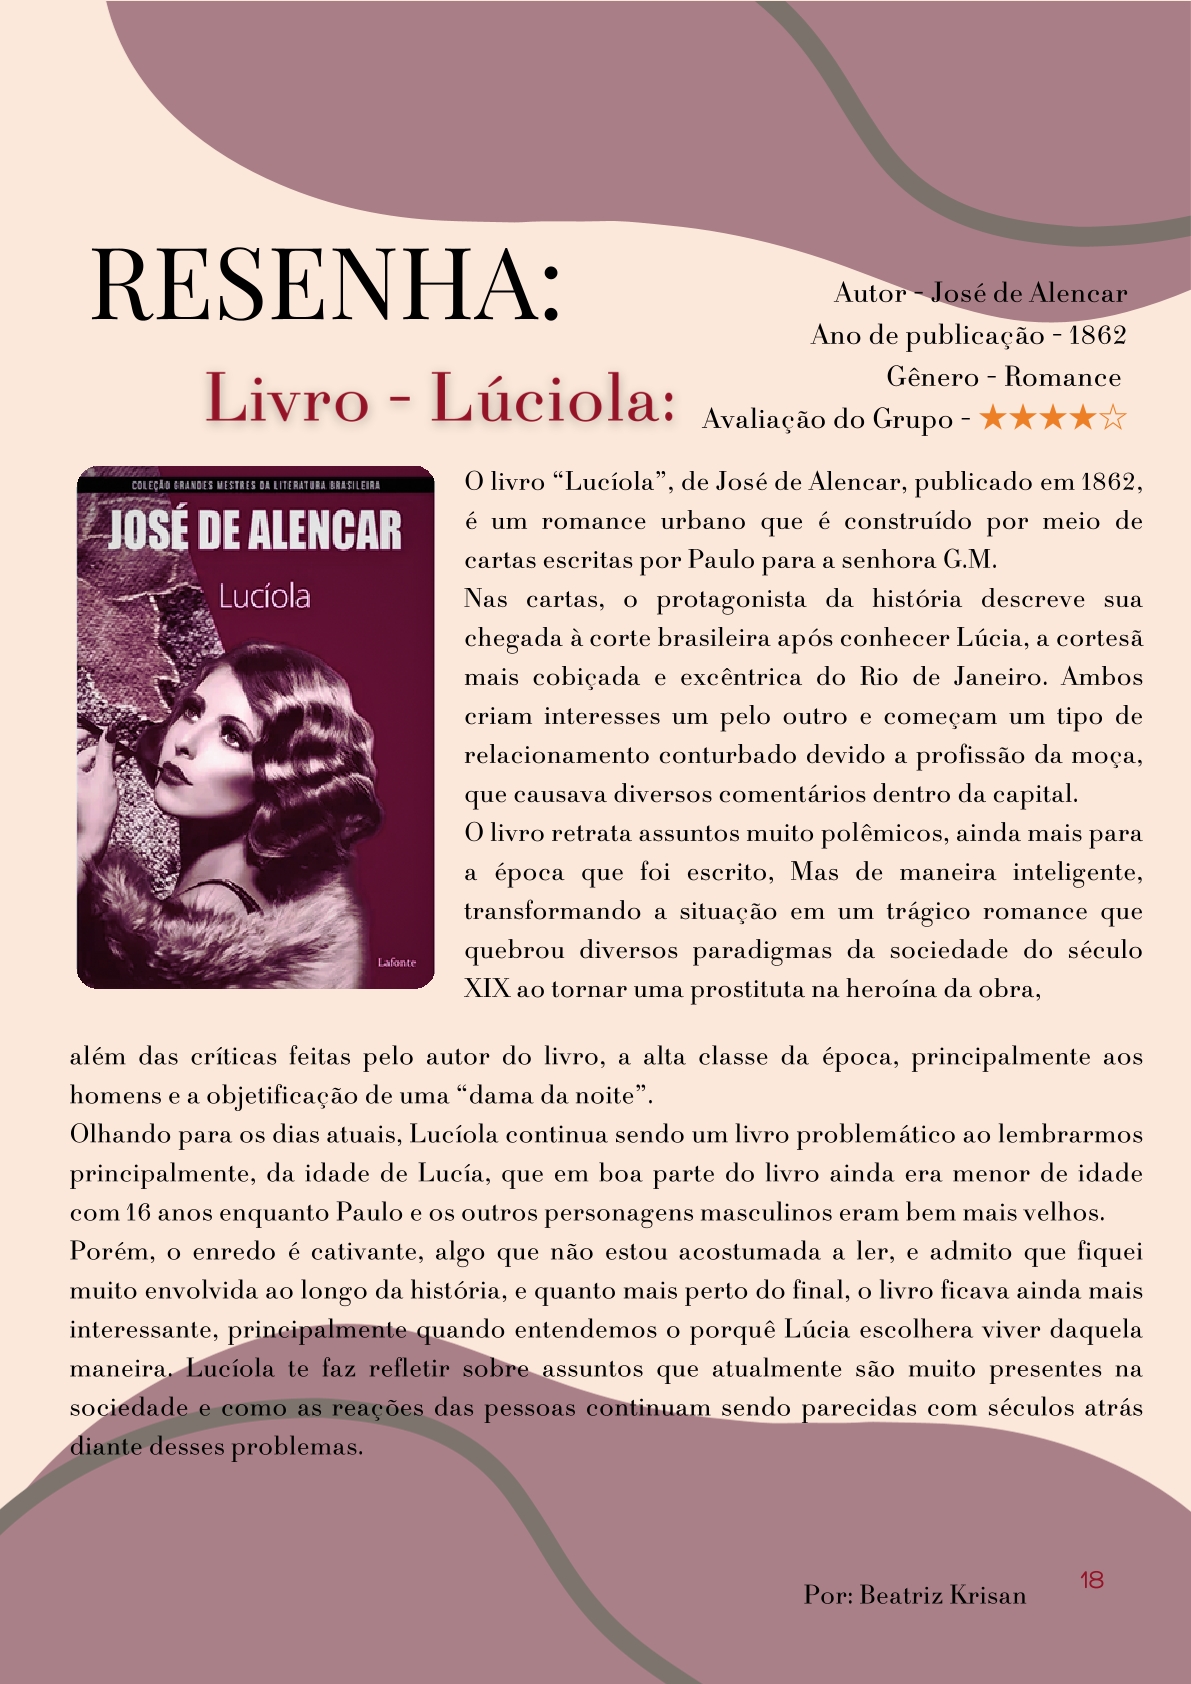 RESENHA:
Autor - José de Alencar
Ano de publicação - 1862
Gênero - Romance
Livro - Lúciola:
Avaliação do Grupo - ★★★★☆
COLEÇÃO GRANDES MESTRES DA LITERATURA BRASILEIRA
JOSÉ DE ALENCAR
Lucíola
Lafonte
O livro “Lucíola”, de José de Alencar, publicado em 1862,
é um romance urbano que é construído por meio de
cartas escritas por Paulo para a senhora G.M.
Nas cartas, o protagonista da história descreve sua
chegada à corte brasileira após conhecer Lúcia, a cortesã
mais cobiçada e excêntrica do Rio de Janeiro. Ambos
criam interesses um pelo outro e começam um tipo de
relacionamento conturbado devido a profissão da moça,
que causava diversos comentários dentro da capital.
O livro retrata assuntos muito polêmicos, ainda mais para
a época que foi escrito, Mas de maneira inteligente,
transformando a situação em um trágico romance que
quebrou diversos paradigmas da sociedade do século
XIX ao tornar uma prostituta na heroína da obra,
além das críticas feitas pelo autor do livro, a alta classe da época, principalmente aos
homens e a objetificação de uma “dama da noite”.
Olhando para os dias atuais, Lucíola continua sendo um livro problemático ao lembrarmos
principalmente, da idade de Lucía, que em boa parte do livro ainda era menor de idade
com 16 anos enquanto Paulo e os outros personagens masculinos eram bem mais velhos.
Porém, o enredo é cativante, algo que não estou acostumada a ler, e admito que fiquei
muito envolvida ao longo da história, e quanto mais perto do final, o livro ficava ainda mais
interessante, principalmente quando entendemos o porquê Lúcia escolhera viver daquela
maneira. Lucíola te faz refletir sobre assuntos que atualmente são muito presentes na
sociedade e como as reações das pessoas continuam sendo parecidas com séculos atrás
diante desses problemas.
Por: Beatriz Krisan
18